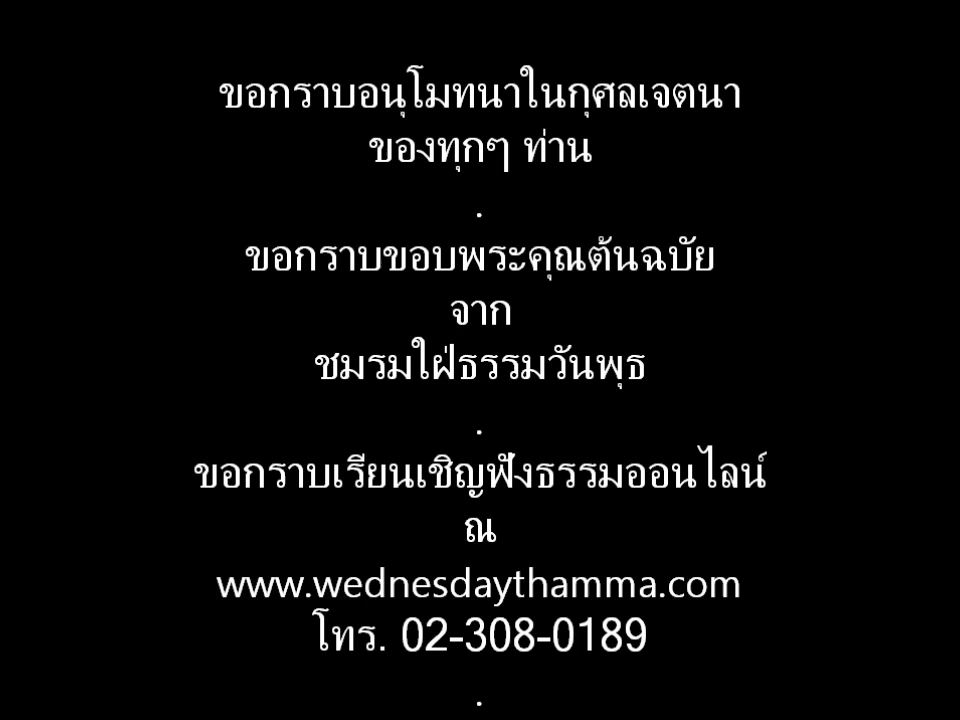 ขอกราบอนุโมทนาในกุศลเจตนา
ของทุกๆ ท่าน
.
ขอกราบขอบพระคุณต้นฉบับ
จาก
ชมรมใฝ่ธรรมวันพุธ
.
ขอกราบเรียนเชิญฟังธรรมออนไลน์
ณ
www.wednesdaythamma.com
โทร. 02-308-0189
.